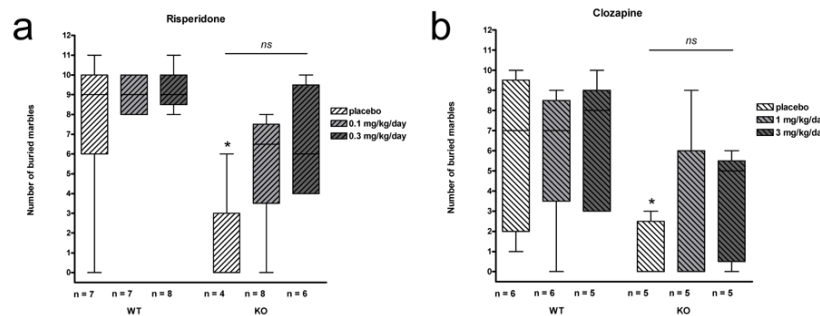 a
Risperidone
Number of buried marbles
12
11
10
9
8
7
6
5
4
3
2
1
0
ns
*
placebo
0.1 mg/kg/day
0.3 mg/kg/day
n = 7 n = 7 n = 8 n = 4 n = 8 n = 6
WT KO
b
Clozapine
Number of buried marbles
12
11
10
9
8
7
6
5
4
3
2
1
0
ns
*
placebo
1 mg/kg/da
3 mg/kg/da
n = 6 n = 6 n = 5 n = 5 n = 5 n = 5
WT KO